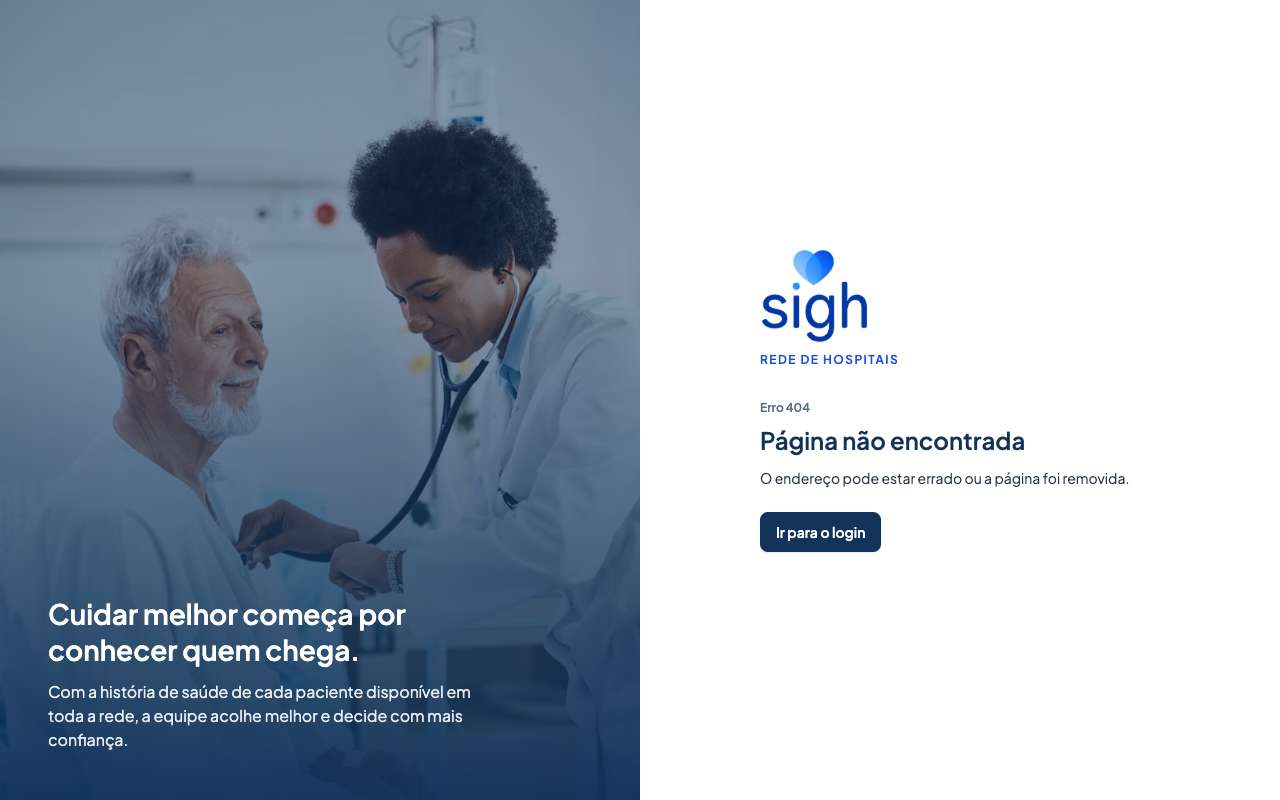 Cuidar melhor começa por
conhecer quem chega.
Com a história de saúde de cada paciente disponível em
toda a rede, a equipe acolhe melhor e decide com mais
confiança.
sigh
REDE DE HOSPITAIS
Erro 404
Página não encontrada
O endereço pode estar errado ou a página foi removida.
Ir para o login